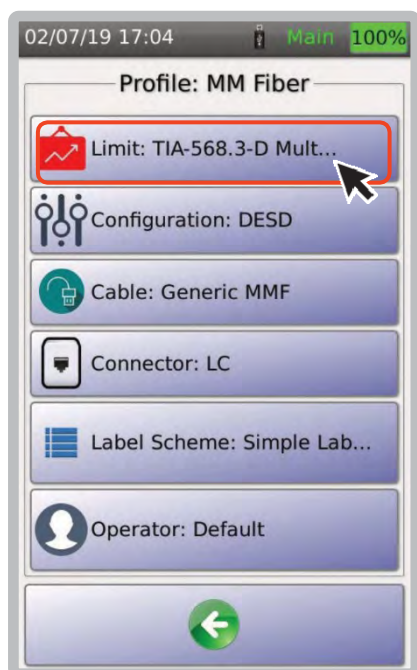 02/07/19 17:04 Main 100%
Profile: MM Fiber
Limit: TIA-568.3-D Mult...
Configuration: DESD
Cable: Generic MMF
Connector: LC
Label Scheme: Simple Lab...
Operator: Default